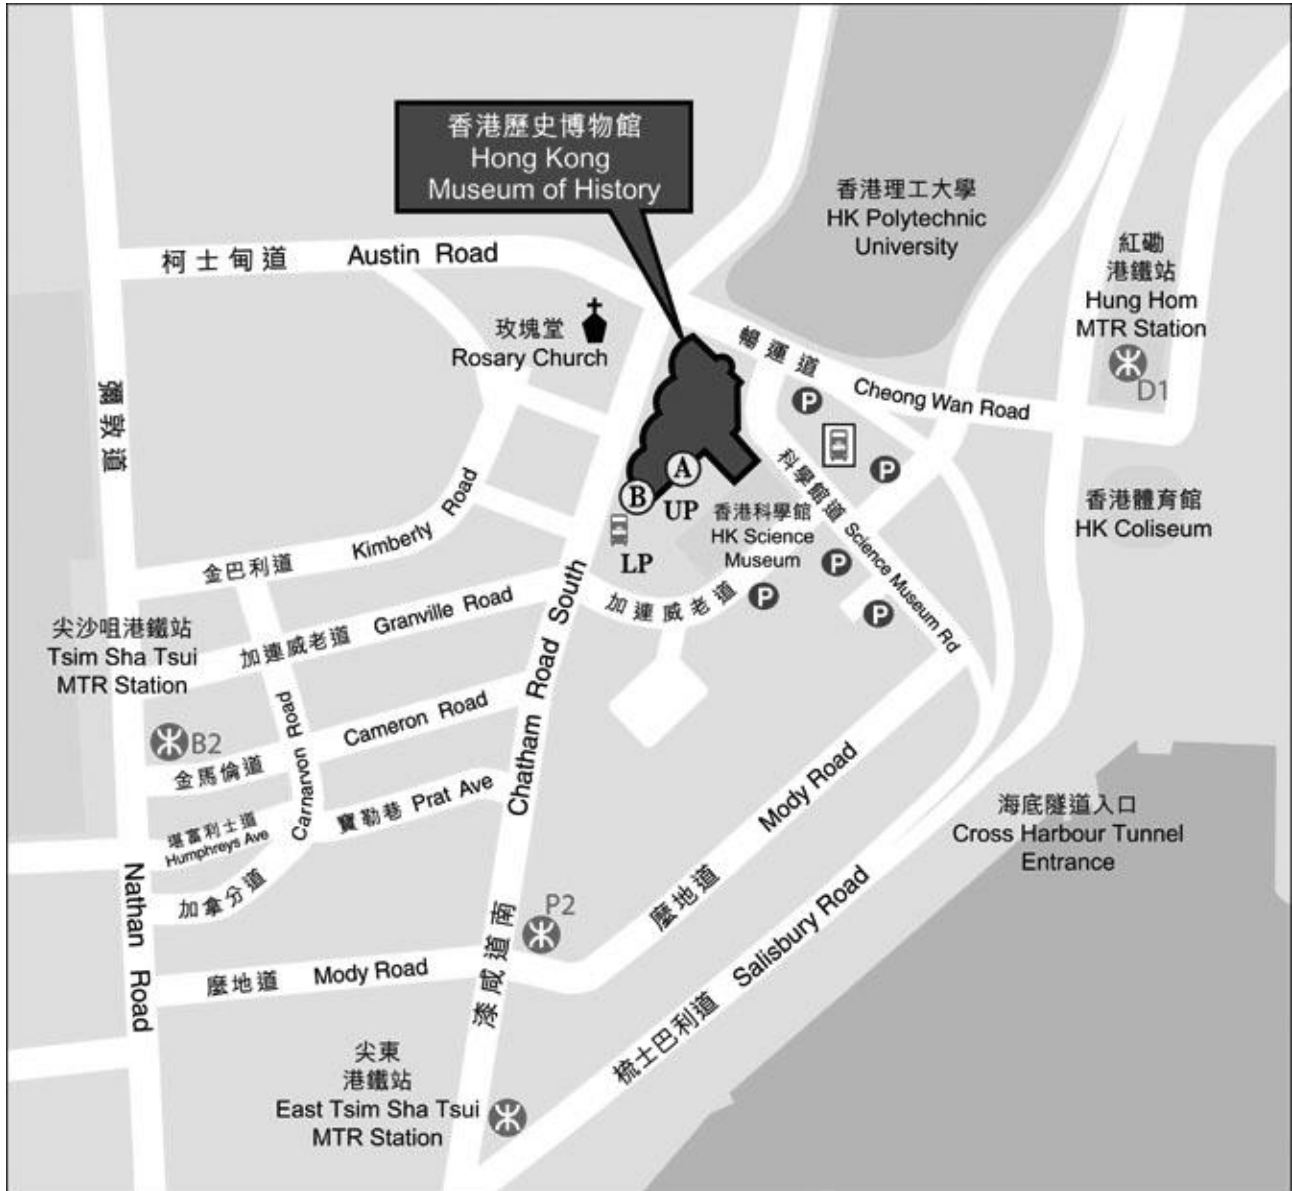 香港歷史博物館
Hong Kong
Museum of History
香港理工大學
HK Polytechnic
University
紅磡
港鐵站
Hung Hom
MTR Station
D1
柯士甸道 Austin Road
玫瑰堂
Rosary Church
暢運道 Cheong Wan Road
彌敦道
P
P
科學館道 Science Museum Rd
A
B
UP
LP
香港科學館
HK Science
Museum
香港體育館
HK Coliseum
金巴利道 Kimberly Road
P
P
P
加連威老道 Granville Road
加連威老道
尖沙咀港鐵站
Tsim Sha Tsui
MTR Station
B2
金馬倫道 Cameron Road
Carnarvon Road
Chatham Road South
堪富利士道
Humphreys Ave
寶勒巷 Prat Ave
加拿分道
Nathan Road
海底隧道入口
Cross Harbour Tunnel
Entrance
P2
漆咸道南
麼地道 Mody Road
麼地道 Mody Road
梳士巴利道 Salisbury Road
尖東
港鐵站
East Tsim Sha Tsui
MTR Station